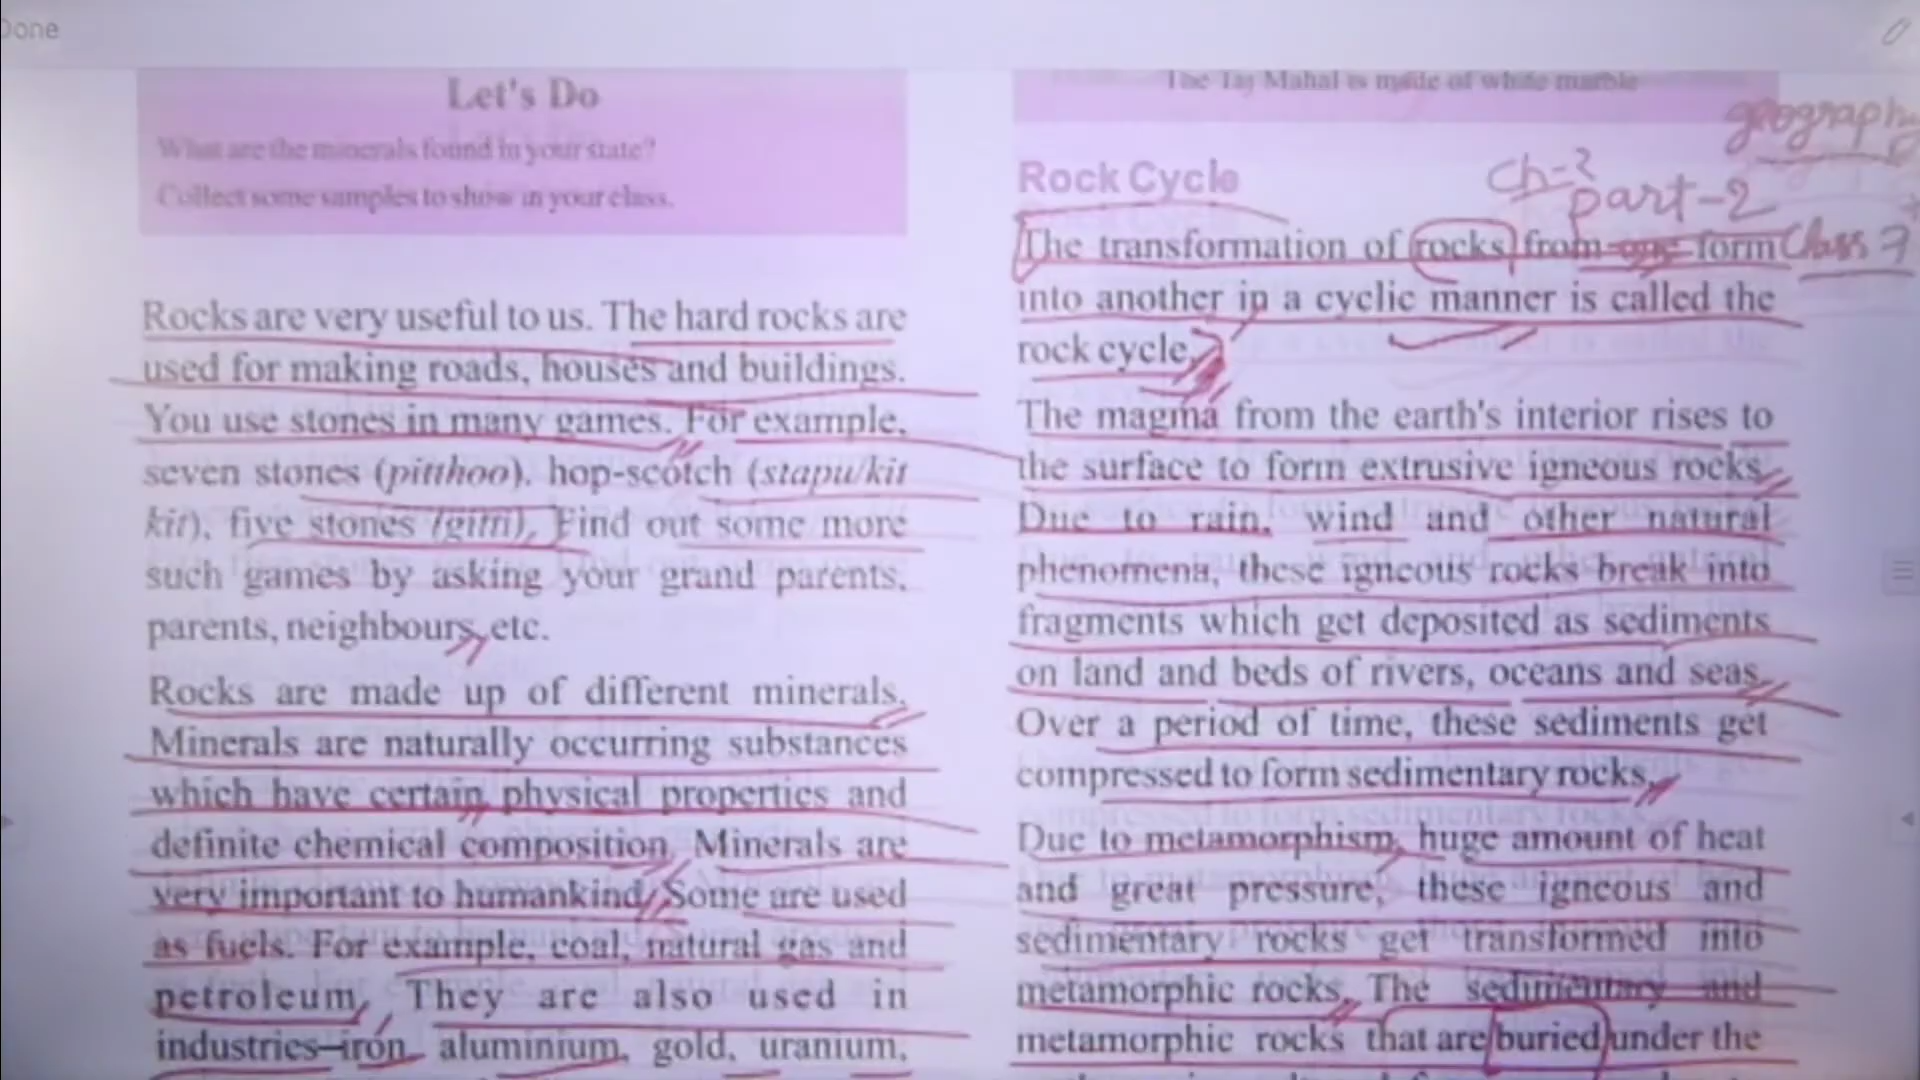 Done
Let's Do
What are the minerals found in your state?
Collect some samples to show in your class.
Rocks are very useful to us. The hard rocks are
used for making roads, houses and buildings.
You use stones in many games. For example,
seven stones (pitthoo), hop-scotch (stapu/kit
kit), five stones (gitti). Find out some more
such games by asking your grand parents,
parents, neighbours, etc.
Rocks are made up of different minerals.
Minerals are naturally occurring substances
which have certain physical properties and
definite chemical composition. Minerals are
very important to humankind. Some are used
as fuels. For example, coal, natural gas and
petroleum. They are also used in
industries–iron, aluminium, gold, uranium,
The Taj Mahal is made of white marble
geography
Rock Cycle
Ch-2
part-2
Class 7
The transformation of rocks from one form
into another in a cyclic manner is called the
rock cycle.
The magma from the earth's interior rises to
the surface to form extrusive igneous rocks.
Due to rain, wind and other natural
phenomena, these igneous rocks break into
fragments which get deposited as sediments
on land and beds of rivers, oceans and seas.
Over a period of time, these sediments get
compressed to form sedimentary rocks.
Due to metamorphism, huge amount of heat
and great pressure, these igneous and
sedimentary rocks get transformed into
metamorphic rocks. The sedimentary and
metamorphic rocks that are buried under the